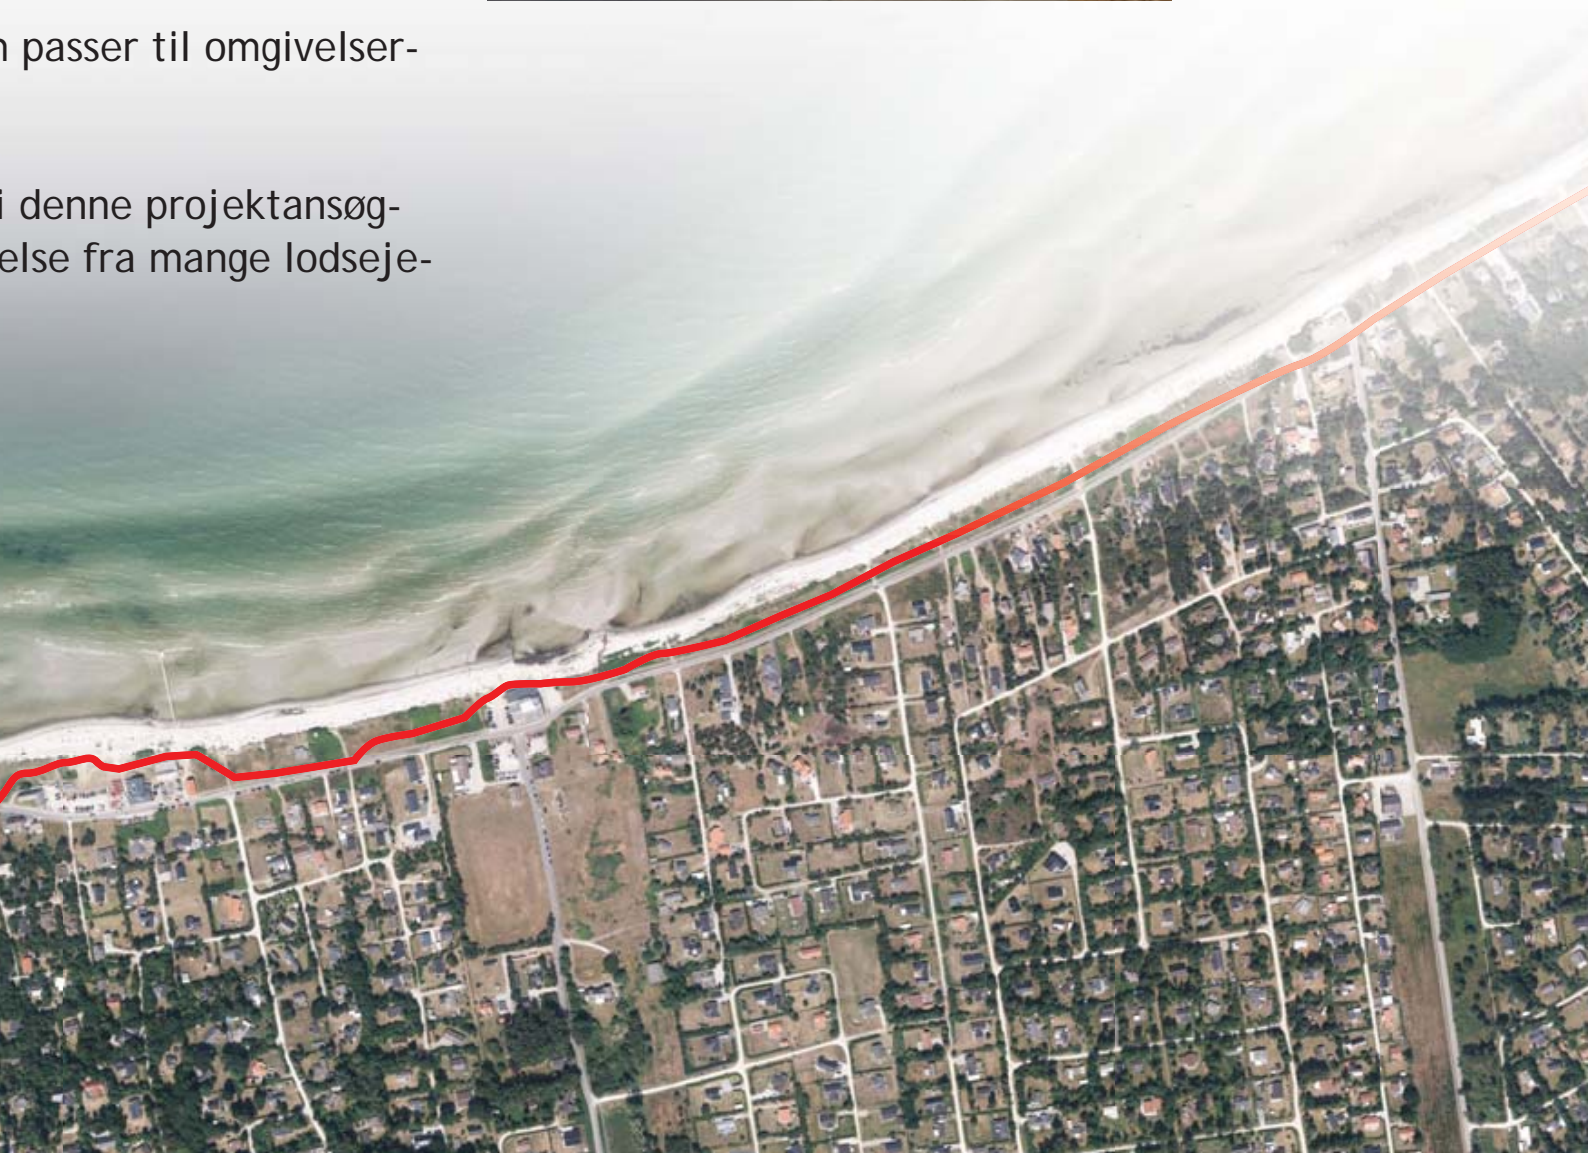 passer til omgivelser-
i denne projektansøg-
else fra mange lodseje-